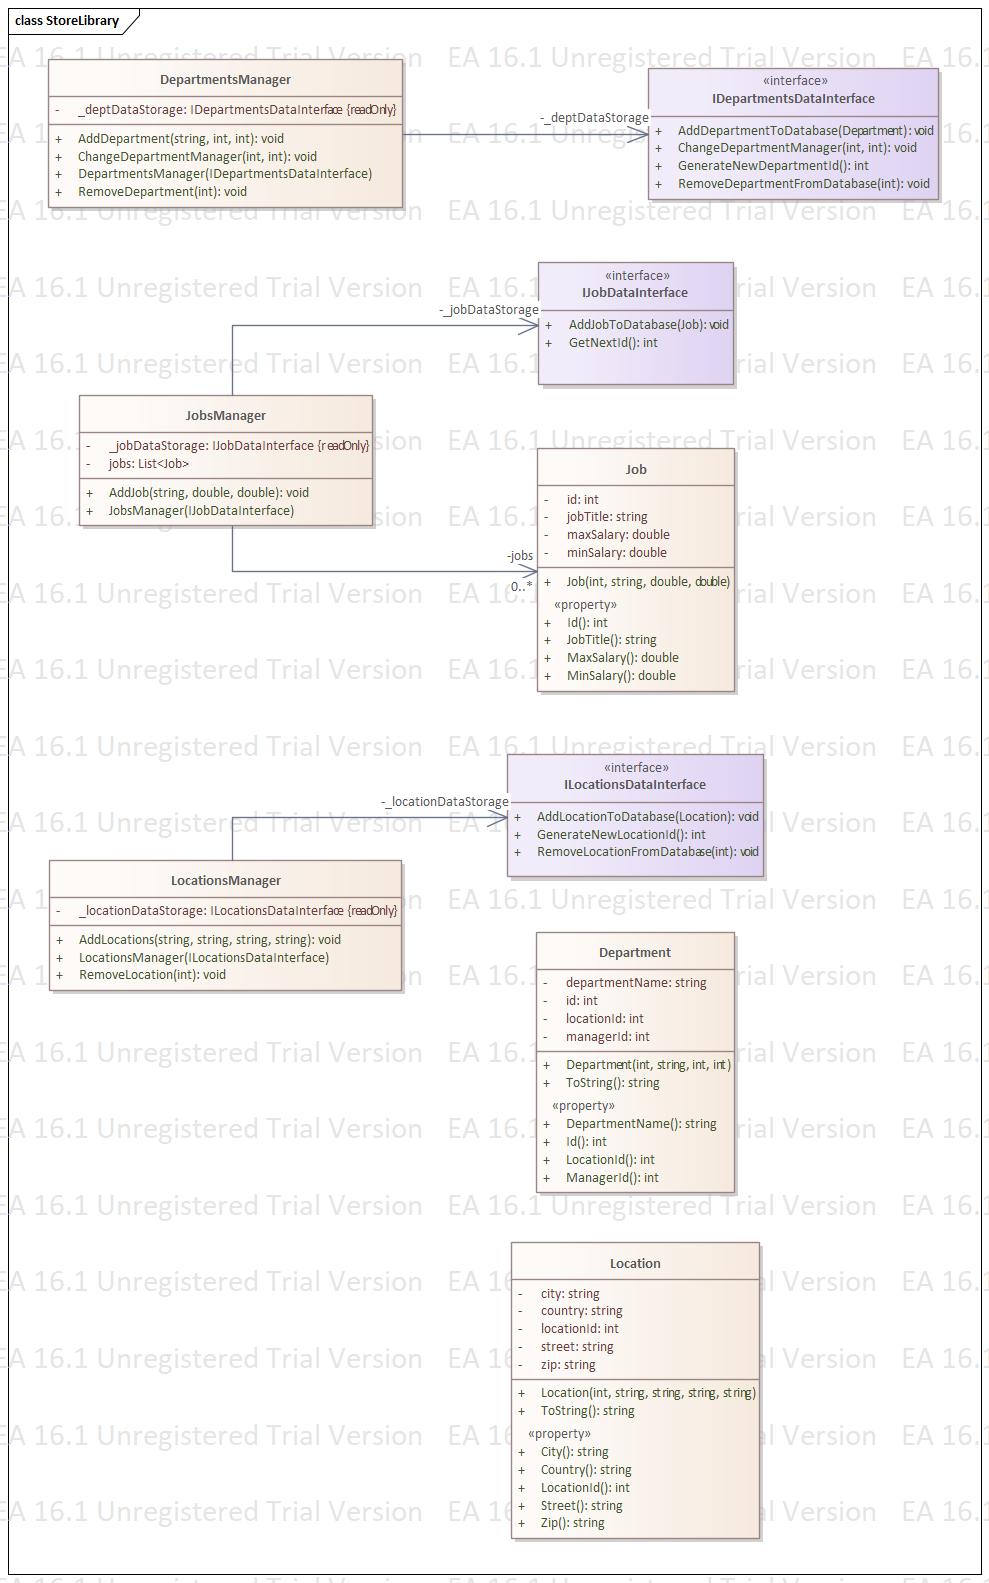 class StoreLibrary
EA 16.1 Unregistered Trial Version
DepartmentsManager
- _deptDataStorage: IDepartmentsDataInterface {readOnly}
+ AddDepartment(string, int, int): void
+ ChangeDepartmentManager(int, int): void
+ DepartmentsManager(IDepartmentsDataInterface)
+ RemoveDepartment(int): void
-_deptDataStorage
«interface»
IDepartmentsDataInterface
+ AddDepartmentToDatabase(Department): void
+ ChangeDepartmentManager(int, int): void
+ GenerateNewDepartmentId(): int
+ RemoveDepartmentFromDatabase(int): void
«interface»
IJobDataInterface
+ AddJobToDatabase(Job): void
+ GetNextId(): int
-_jobDataStorage
JobsManager
- _jobDataStorage: IJobDataInterface {readOnly}
- jobs: List<Job>
+ AddJob(string, double, double): void
+ JobsManager(IJobDataInterface)
-jobs
0..*
Job
- id: int
- jobTitle: string
- maxSalary: double
- minSalary: double
+ Job(int, string, double, double)
«property»
+ Id(): int
+ JobTitle(): string
+ MaxSalary(): double
+ MinSalary(): double
«interface»
ILocationsDataInterface
+ AddLocationToDatabase(Location): void
+ GenerateNewLocationId(): int
+ RemoveLocationFromDatabase(int): void
-_locationDataStorage
LocationsManager
- _locationDataStorage: ILocationsDataInterface {readOnly}
+ AddLocations(string, string, string, string): void
+ LocationsManager(ILocationsDataInterface)
+ RemoveLocation(int): void
Department
- departmentName: string
- id: int
- locationId: int
- managerId: int
+ Department(int, string, int, int)
+ ToString(): string
«property»
+ DepartmentName(): string
+ Id(): int
+ LocationId(): int
+ ManagerId(): int
Location
- city: string
- country: string
- locationId: int
- street: string
- zip: string
+ Location(int, string, string, string, string)
+ ToString(): string
«property»
+ City(): string
+ Country(): string
+ LocationId(): int
+ Street(): string
+ Zip(): string